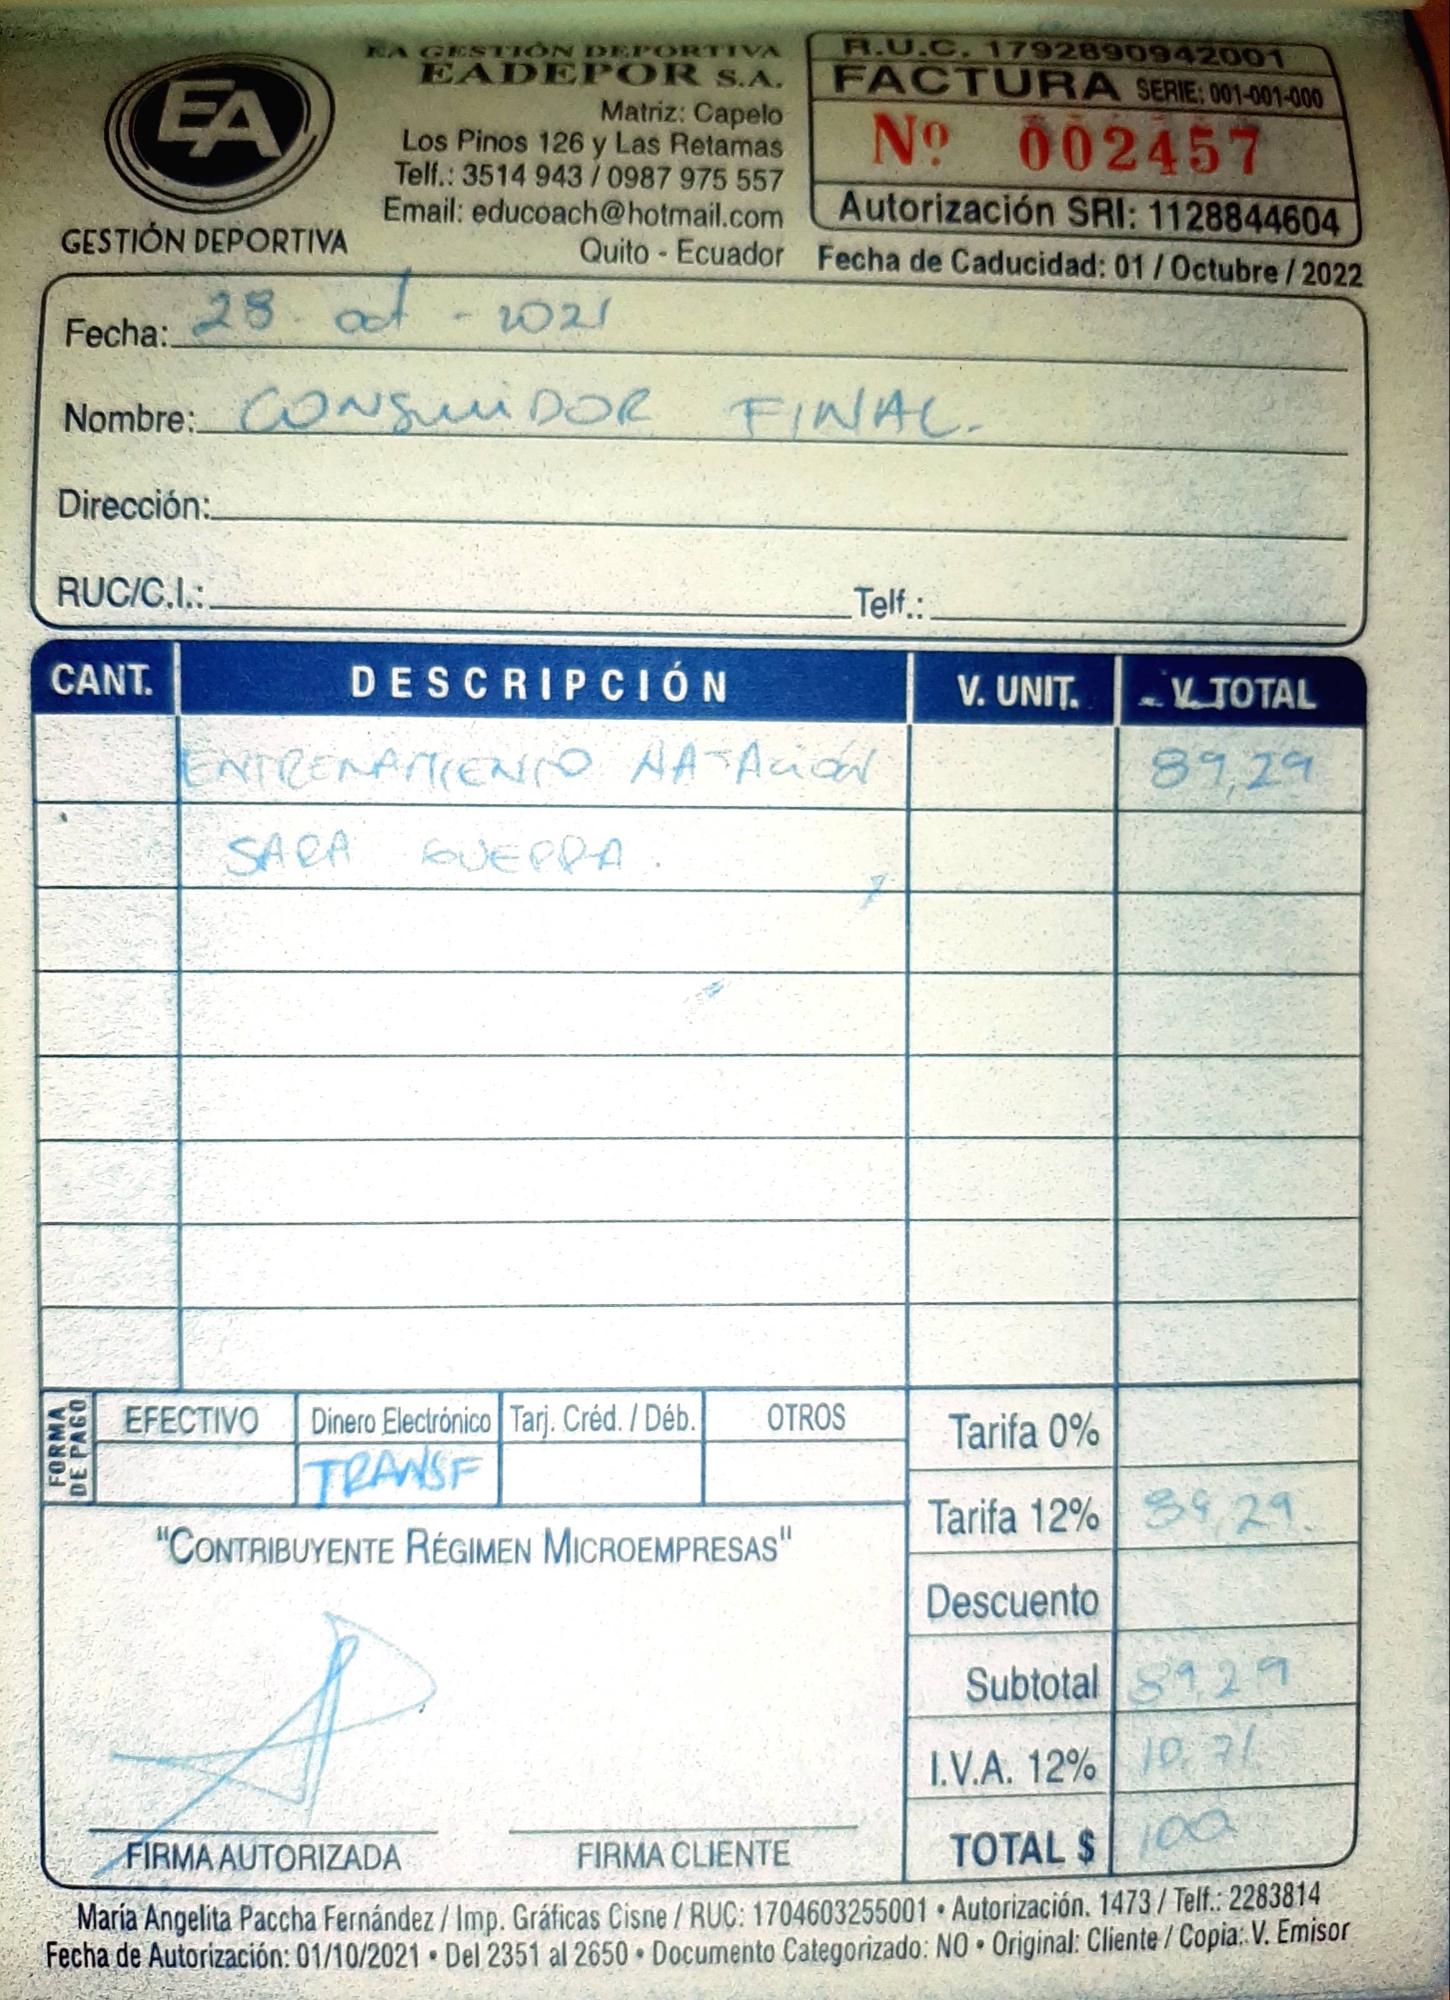 EA
GESTIÓN DEPORTIVA
EA GESTIÓN DEPORTIVA
EADEPOR S.A.
Matriz: Capelo
Los Pinos 126 y Las Retamas
Telf.: 3514 943 / 0987 975 557
Email: educoach@hotmail.com
Quito - Ecuador
R.U.C. 1792890942001
FACTURA SERIE: 001-001-000
Nº 002457
Autorización SRI: 1128844604
Fecha de Caducidad: 01 / Octubre / 2022
Fecha: 28 - oct - 2021
Nombre: CONSUMIDOR FINAL.
Dirección:
RUC/C.I.: Telf.:
CANT. DESCRIPCIÓN V. UNIT. V. TOTAL
ENTRENAMIENTO NATACIÓN 89,29
SARA GUERRA.
FORMA DE PAGO
EFECTIVO Dinero Electrónico Tarj. Créd. / Déb. OTROS
TRANSF
Tarifa 0%
Tarifa 12% 89,29.
Descuento
Subtotal 89,29
I.V.A. 12% 10,71
TOTAL $ 100
"CONTRIBUYENTE RÉGIMEN MICROEMPRESAS"
FIRMA AUTORIZADA FIRMA CLIENTE
María Angelita Paccha Fernández / Imp. Gráficas Cisne / RUC: 1704603255001 • Autorización. 1473 / Telf.: 2283814
Fecha de Autorización: 01/10/2021 • Del 2351 al 2650 • Documento Categorizado: NO • Original: Cliente / Copia: V. Emisor